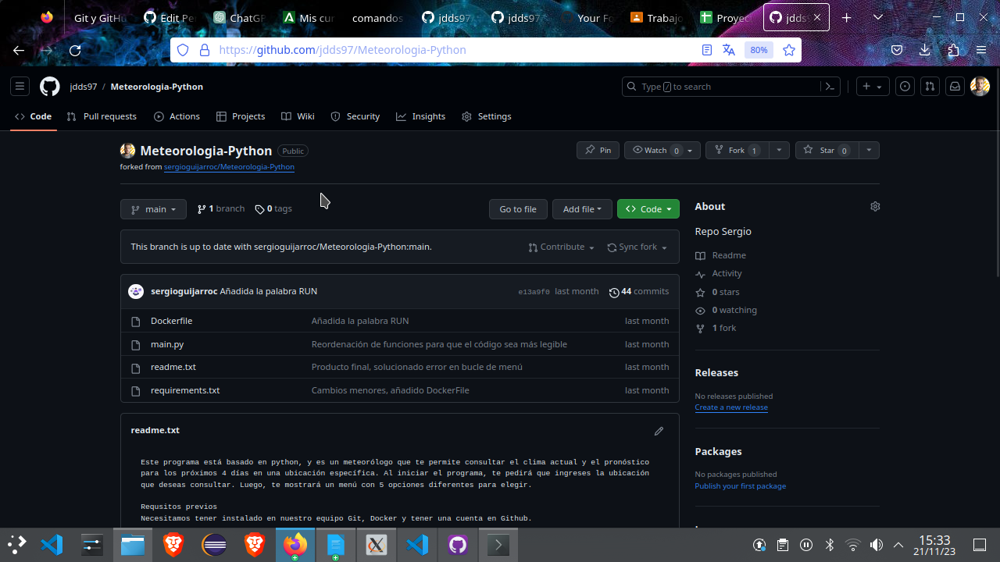 Git y GitHu
Edit Pe
ChatGP
Mis cur
comandos
jdds97
jdds97
Your Fo
Trabajo
Proyec
jdds
https://github.com/jdds97/Meteorologia-Python
80%
jdds97 / Meteorologia-Python
Type / to search
Code
Pull requests
Actions
Projects
Wiki
Security
Insights
Settings
Meteorologia-Python Public
Pin
Watch 0
Fork 1
Star 0
forked from sergioguijarroc/Meteorologia-Python
main
1 branch
0 tags
Go to file
Add file
Code
This branch is up to date with sergioguijarroc/Meteorologia-Python:main.
Contribute
Sync fork
sergioguijarroc Añadida la palabra RUN
e13a9f0 last month
44 commits
Dockerfile Añadida la palabra RUN last month
main.py Reordenación de funciones para que el código sea más legible last month
readme.txt Producto final, solucionado error en bucle de menú last month
requirements.txt Cambios menores, añadido DockerFile last month
readme.txt
Este programa está basado en python, y es un meteorólogo que te permite consultar el clima actual y el pronóstico
para los próximos 4 días en una ubicación específica. Al iniciar el programa, te pedirá que ingreses la ubicación
que deseas consultar. Luego, te mostrará un menú con 5 opciones diferentes para elegir.
Requsitos previos
Necesitamos tener instalado en nuestro equipo Git, Docker y tener una cuenta en Github.
About
Repo Sergio
Readme
Activity
0 stars
0 watching
1 fork
Releases
No releases published
Create a new release
Packages
No packages published
Publish your first package
15:33
21/11/23